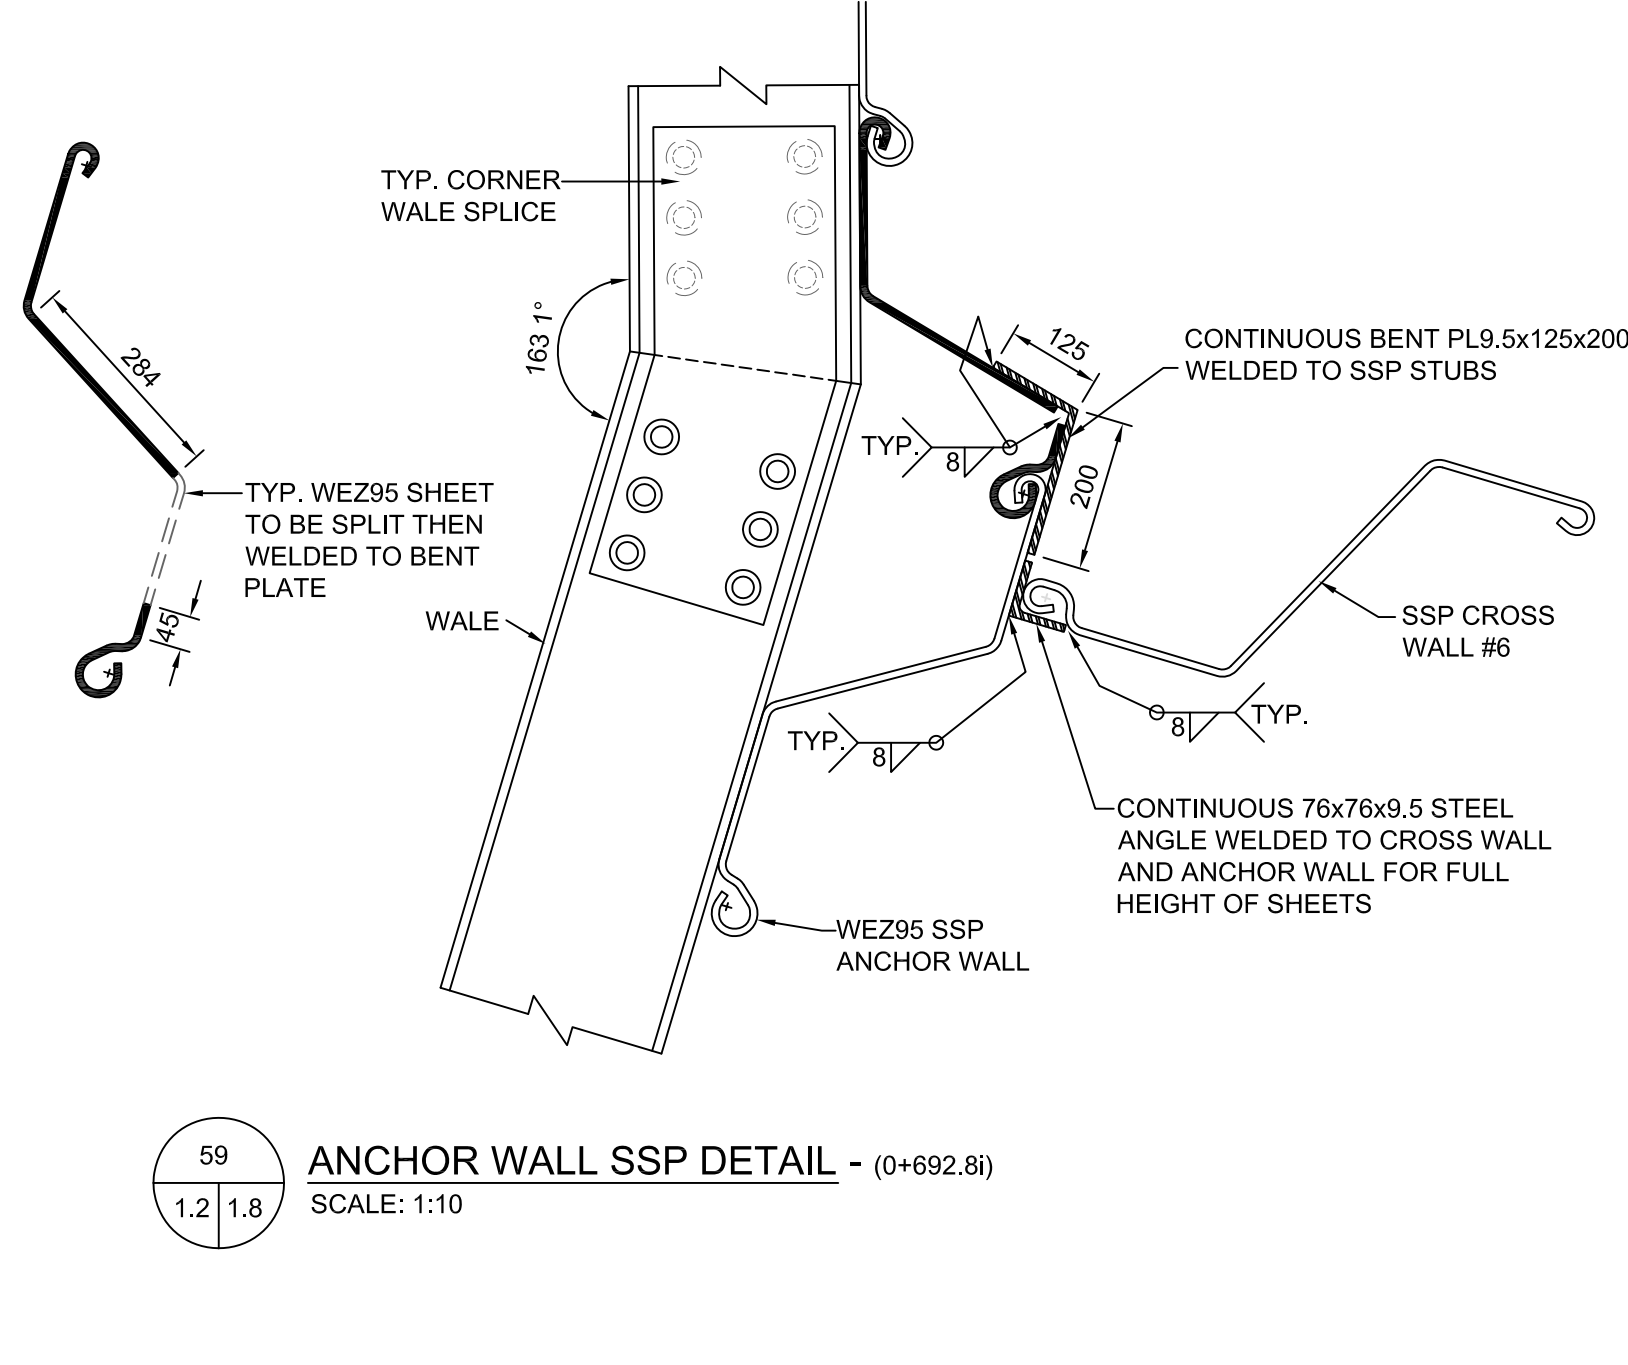 TYP. CORNER
WALE SPLICE
163 1°
284
125
CONTINUOUS BENT PL9.5x125x200
WELDED TO SSP STUBS
TYP.
8
200
TYP. WEZ95 SHEET
TO BE SPLIT THEN
WELDED TO BENT
PLATE
45
WALE
SSP CROSS
WALL #6
TYP.
8
8
TYP.
CONTINUOUS 76x76x9.5 STEEL
ANGLE WELDED TO CROSS WALL
AND ANCHOR WALL FOR FULL
HEIGHT OF SHEETS
WEZ95 SSP
ANCHOR WALL
59
1.2 1.8
ANCHOR WALL SSP DETAIL - (0+692.8i)
SCALE: 1:10